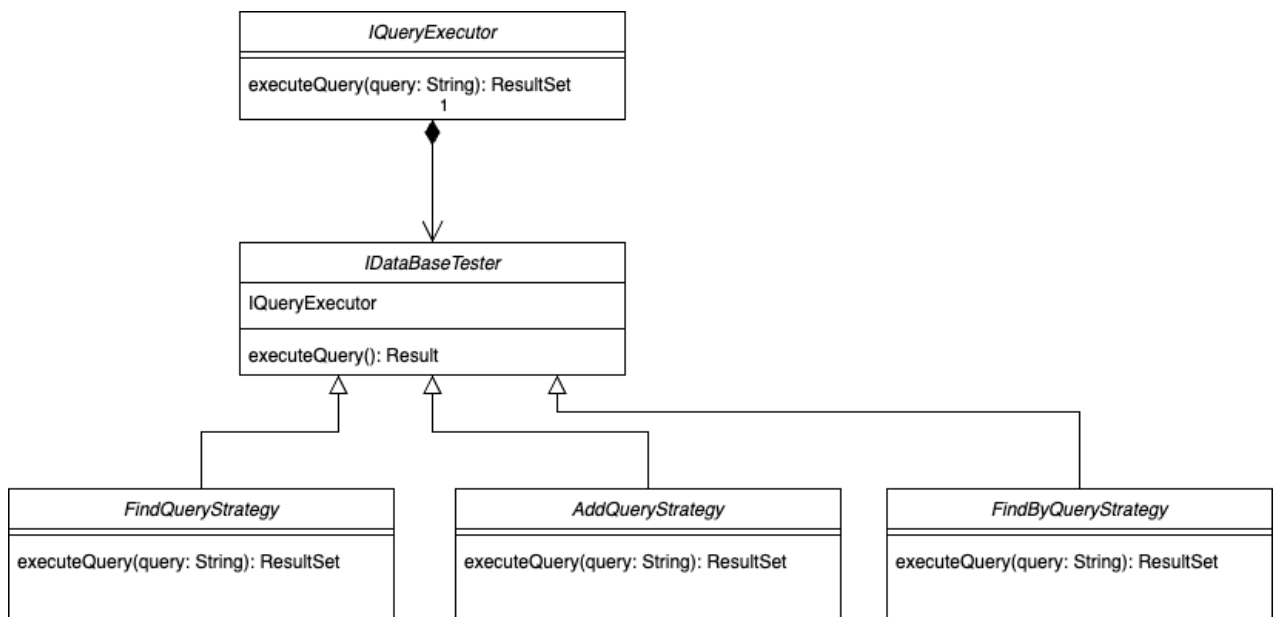 IQueryExecutor
executeQuery(query: String): ResultSet
1
IDataBaseTester
IQueryExecutor
executeQuery(): Result
FindQueryStrategy
executeQuery(query: String): ResultSet
AddQueryStrategy
executeQuery(query: String): ResultSet
FindByQueryStrategy
executeQuery(query: String): ResultSet